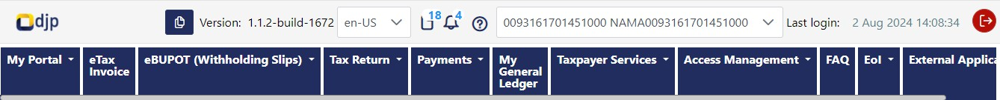 djp
Version: 1.1.2-build-1672
en-US
18
4
0093161701451000 NAMA0093161701451000
Last login: 2 Aug 2024 14:08:34
My Portal
eTax
Invoice
eBUPOT (Withholding Slips)
Tax Return
Payments
My
General
Ledger
Taxpayer Services
Access Management
FAQ
EoI
External Applica